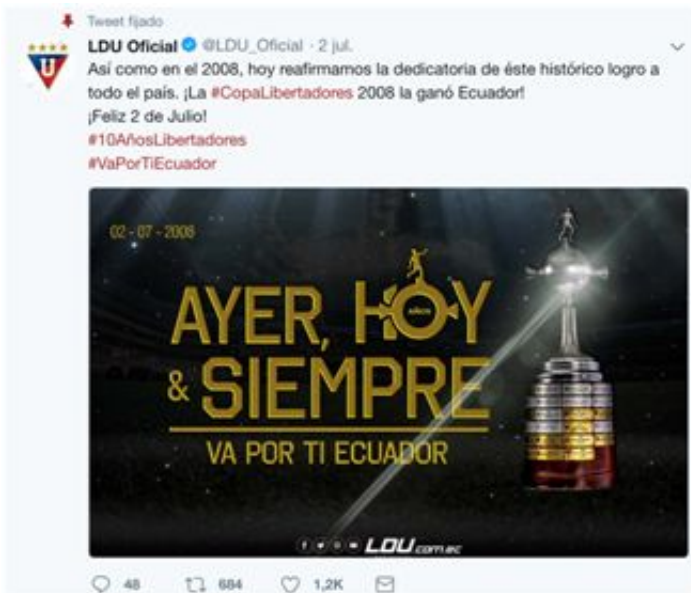 Tweet fijado
LDU Oficial @LDU_Oficial · 2 jul.
Así como en el 2008, hoy reafirmamos la dedicatoria de éste histórico logro a
todo el país. ¡La #CopaLibertadores 2008 la ganó Ecuador!
¡Feliz 2 de Julio!
#10AñosLibertadores
#VaPorTiEcuador
U
02 - 07 - 2008
AYER, HOY
AÑOS
& SIEMPRE
VA POR TI ECUADOR
LDU.com.ec
48 684 1,2K